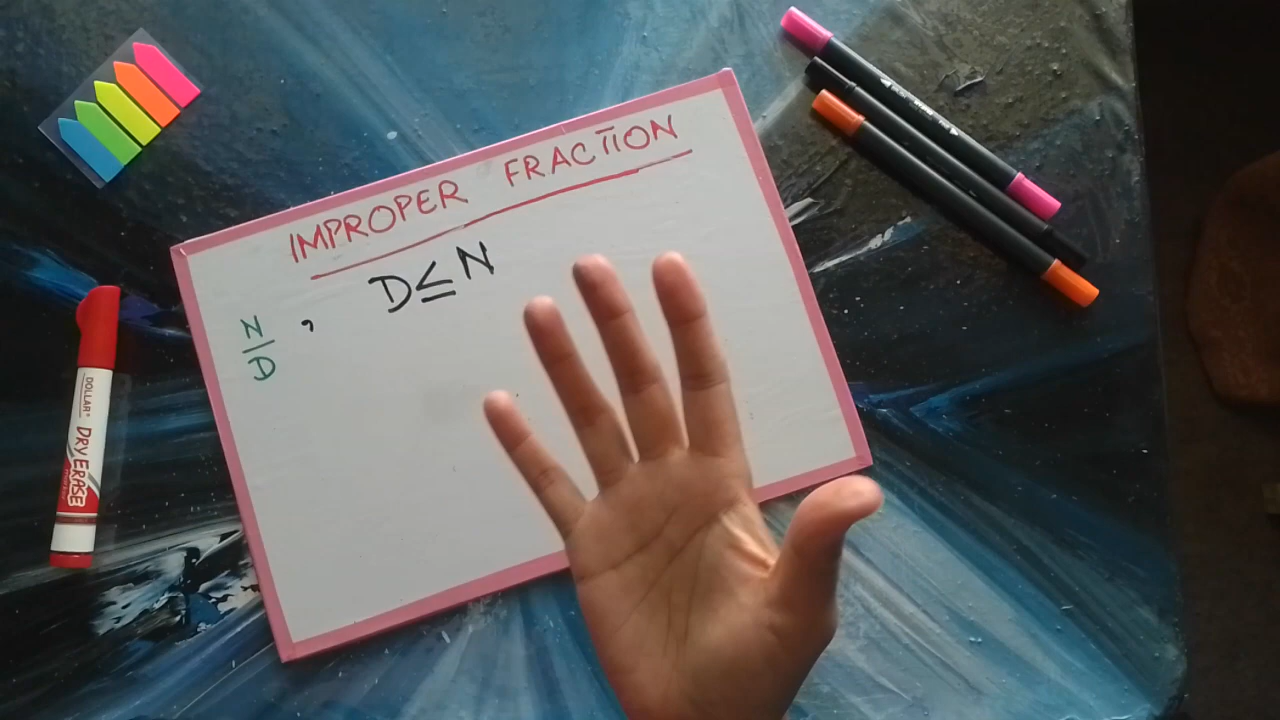 IMPROPER FRACTION
N/D , D≤N
DOLLAR®
DRY ERASE